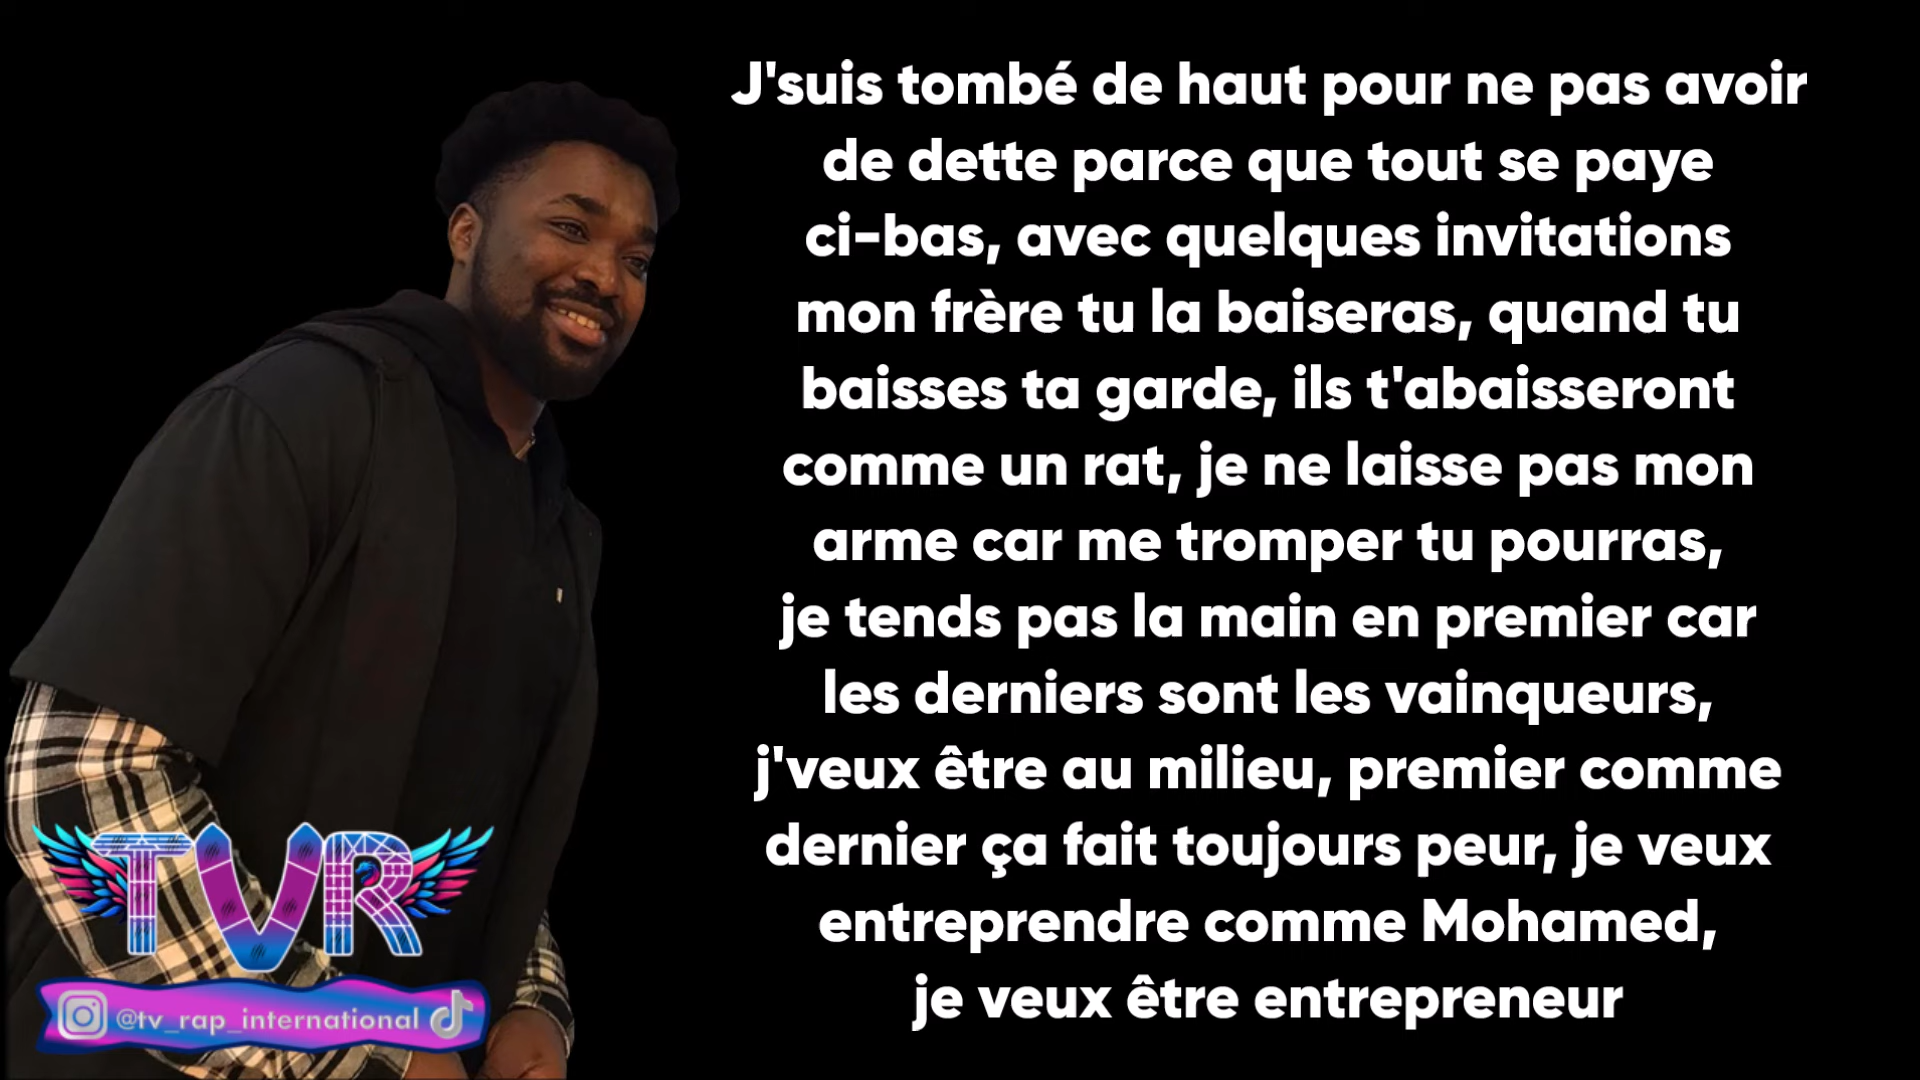 J'suis tombé de haut pour ne pas avoir
de dette parce que tout se paye
ci-bas, avec quelques invitations
mon frère tu la baiseras, quand tu
baisses ta garde, ils t'abaisseront
comme un rat, je ne laisse pas mon
arme car me tromper tu pourras,
je tends pas la main en premier car
les derniers sont les vainqueurs,
j'veux être au milieu, premier comme
dernier ça fait toujours peur, je veux
entreprendre comme Mohamed,
je veux être entrepreneur
TVR
@tv_rap_international